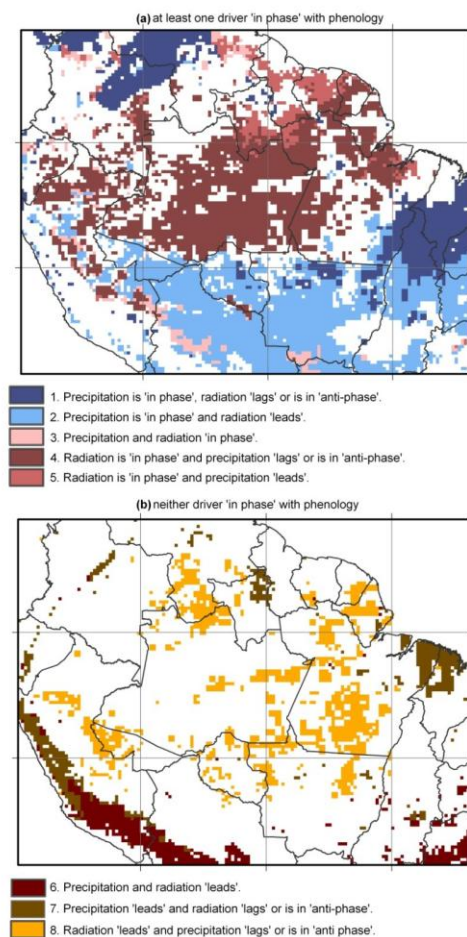 (a) at least one driver 'in phase' with phenology
1. Precipitation is 'in phase', radiation 'lags' or is in 'anti-phase'.
2. Precipitation is 'in phase' and radiation 'leads'.
3. Precipitation and radiation 'in phase'.
4. Radiation is 'in phase' and precipitation 'lags' or is in 'anti-phase'.
5. Radiation is 'in phase' and precipitation 'leads'.
(b) neither driver 'in phase' with phenology
6. Precipitation and radiation 'leads'.
7. Precipitation 'leads' and radiation 'lags' or is in 'anti-phase'.
8. Radiation 'leads' and precipitation 'lags' or is in 'anti phase'.